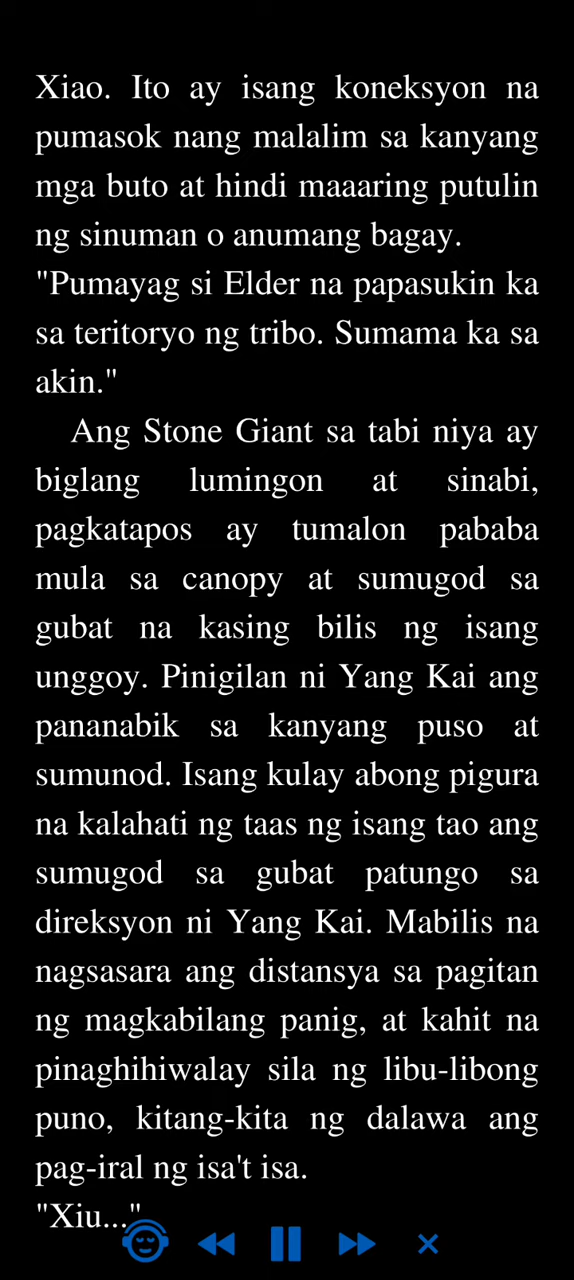 Xiao. Ito ay isang koneksyon na
pumasok nang malalim sa kanyang
mga buto at hindi maaaring putulin
ng sinuman o anumang bagay.
"Pumayag si Elder na papasukin ka
sa teritoryo ng tribo. Sumama ka sa
akin."
Ang Stone Giant sa tabi niya ay
biglang lumingon at sinabi,
pagkatapos ay tumalon pababa
mula sa canopy at sumugod sa
gubat na kasing bilis ng isang
unggoy. Pinigilan ni Yang Kai ang
pananabik sa kanyang puso at
sumunod. Isang kulay abong pigura
na kalahati ng taas ng isang tao ang
sumugod sa gubat patungo sa
direksyon ni Yang Kai. Mabilis na
nagsasara ang distansya sa pagitan
ng magkabilang panig, at kahit na
pinaghihiwalay sila ng libu-libong
puno, kitang-kita ng dalawa ang
pag-iral ng isa't isa.
"Xiu..."